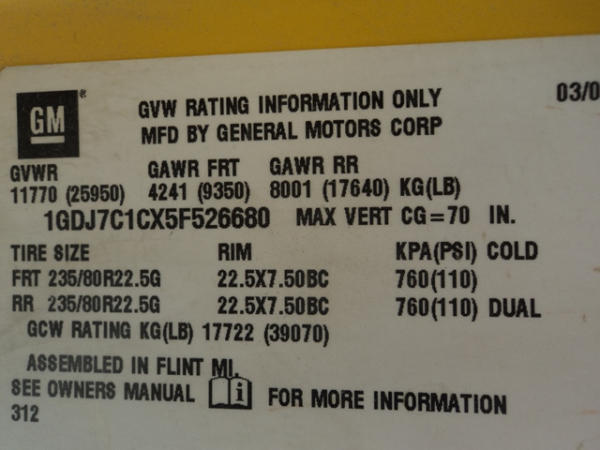 GM®
GVW RATING INFORMATION ONLY
03/0
MFD BY GENERAL MOTORS CORP
GVWR GAWR FRT GAWR RR
11770 (25950) 4241 (9350) 8001 (17640) KG(LB)
1GDJ7C1CX5F526680 MAX VERT CG=70 IN.
TIRE SIZE RIM KPA(PSI) COLD
FRT 235/80R22.5G 22.5X7.50BC 760(110)
RR 235/80R22.5G 22.5X7.50BC 760(110) DUAL
GCW RATING KG(LB) 17722 (39070)
ASSEMBLED IN FLINT MI.
SEE OWNERS MANUAL i FOR MORE INFORMATION
312